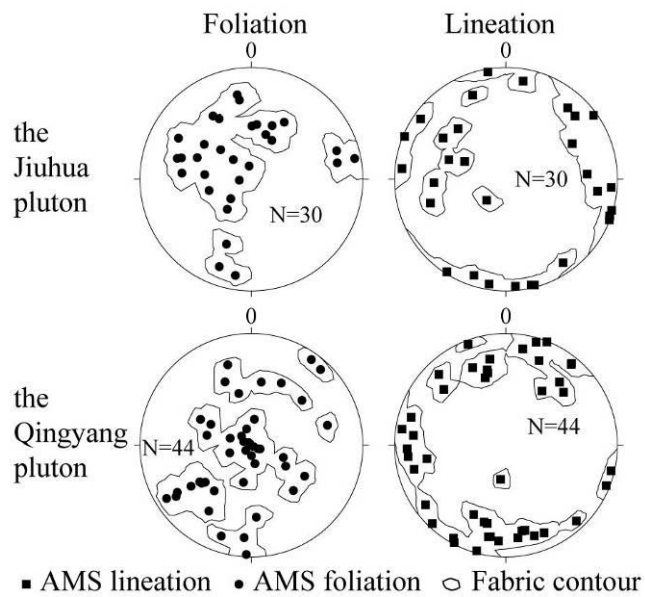 Foliation Lineation
0 0
the
Jiuhua
pluton
N=30 N=30
0 0
the
Qingyang
pluton
N=44 N=44
AMS lineation AMS foliation Fabric contour